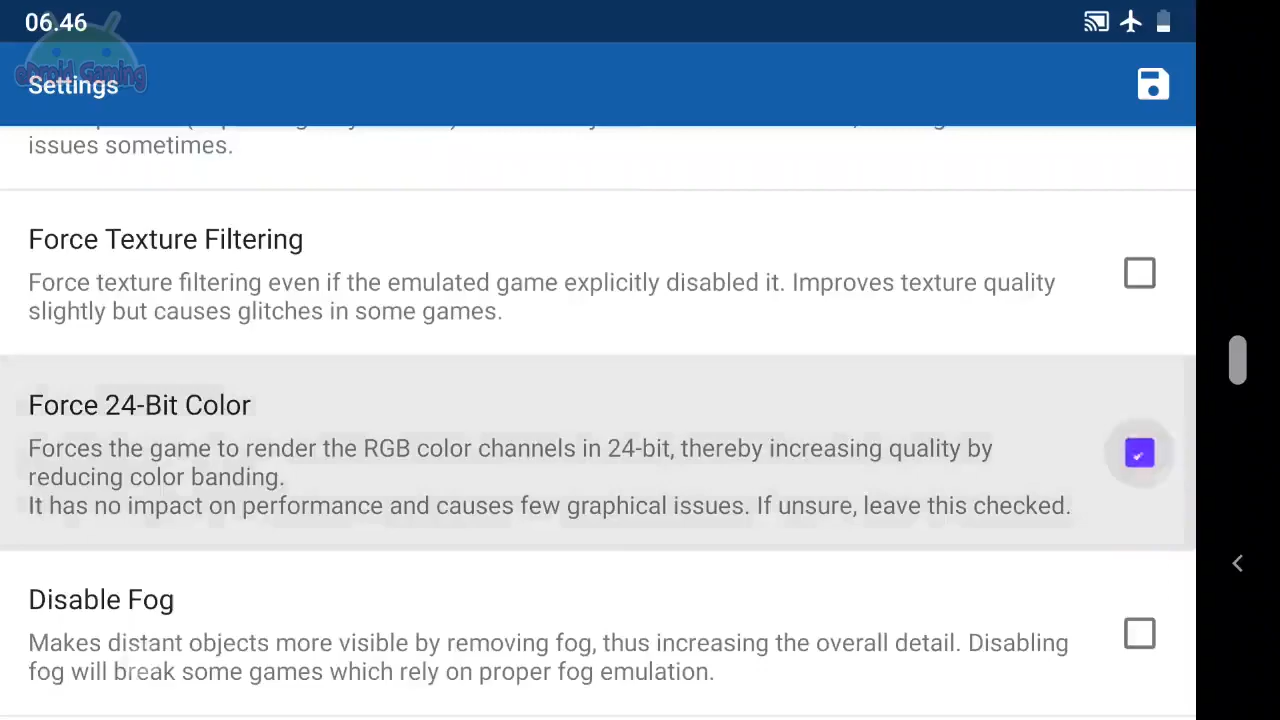 06.46
eDroid Gaming
Settings
issues sometimes.
Force Texture Filtering
Force texture filtering even if the emulated game explicitly disabled it. Improves texture quality
slightly but causes glitches in some games.
Force 24-Bit Color
Forces the game to render the RGB color channels in 24-bit, thereby increasing quality by
reducing color banding.
It has no impact on performance and causes few graphical issues. If unsure, leave this checked.
Disable Fog
Makes distant objects more visible by removing fog, thus increasing the overall detail. Disabling
fog will break some games which rely on proper fog emulation.